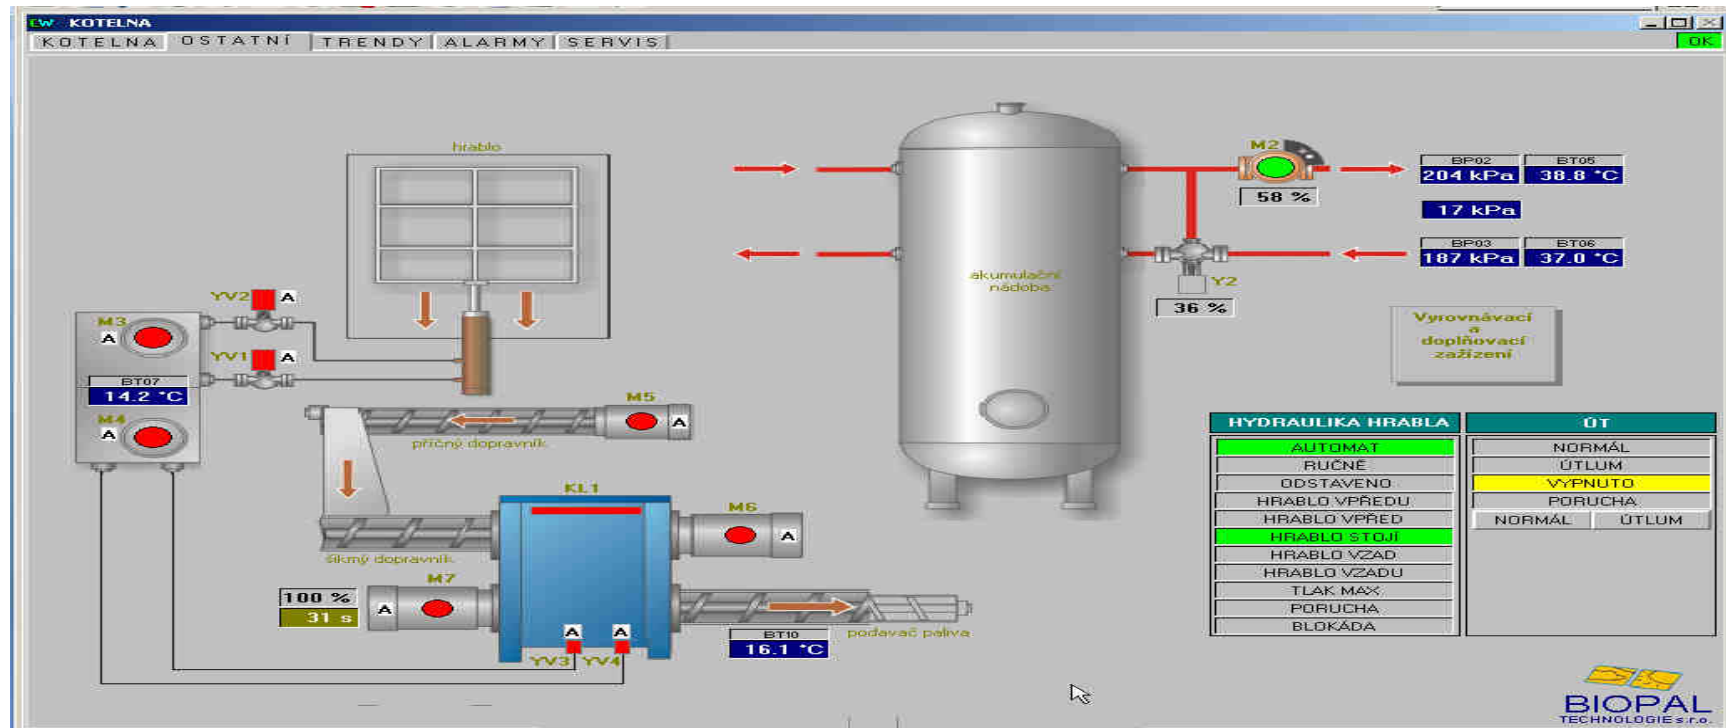 EW KOTELNA
KOTELNA OSTATNÍ TRENDY ALARMY SERVIS
OK
hrablo
M2
58 %
BP02 BT05
204 kPa 38.8 °C
17 kPa
BP03 BT06
187 kPa 37.0 °C
akumulační
nádoba
Y2
36 %
Vyrovnávací
a
doplňovací
zažízení
YV2 A
M3
A
YV1 A
BT07
14.2 °C
M4
A
M5
A
příčný dopravník
KL1
M6
A
šikmý dopravník
M7
100 %
31 s
A
A A
YV3 YV4
BT10
16.1 °C
podavač paliva
HYDRAULIKA HRABLA
AUTOMAT
RUČNĚ
ODSTAVENO
HRABLO VPŘEDU
HRABLO VPŘED
HRABLO STOJÍ
HRABLO VZAD
HRABLO VZADU
TLAK MAX
PORUCHA
BLOKÁDA
ÚT
NORMÁL
ÚTLUM
VYPNUTO
PORUCHA
NORMÁL ÚTLUM
BIOPAL
TECHNOLOGIE s.r.o.